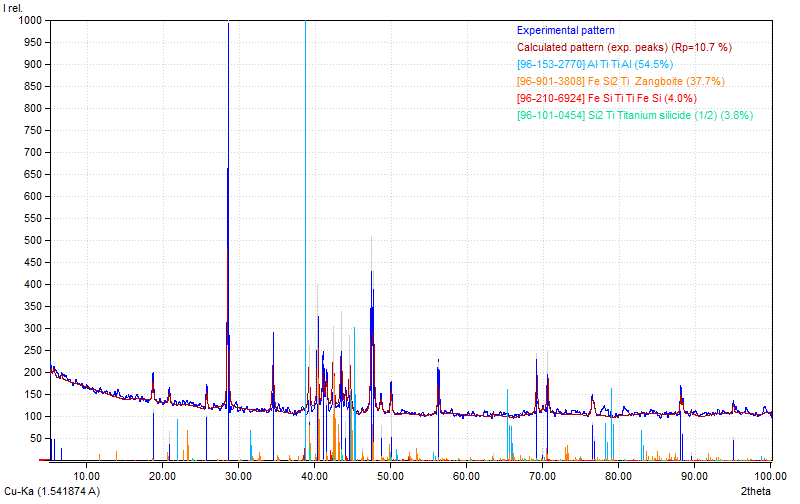 I rel.
1000
Experimental pattern
Calculated pattern (exp. peaks) (Rp=10.7 %)
950
[96-153-2770] Al Ti Ti Al (54.5%)
900
[96-901-3808] Fe Si2 Ti Zangboite (37.7%)
850
[96-210-6924] Fe Si Ti Ti Fe Si (4.0%)
800
[96-101-0454] Si2 Ti Titanium silicide (1/2) (3.8%)
750
700
650
600
550
500
450
400
350
300
250
200
150
100
50
10.00 20.00 30.00 40.00 50.00 60.00 70.00 80.00 90.00 100.00
Cu-Ka (1.541874 A) 2theta